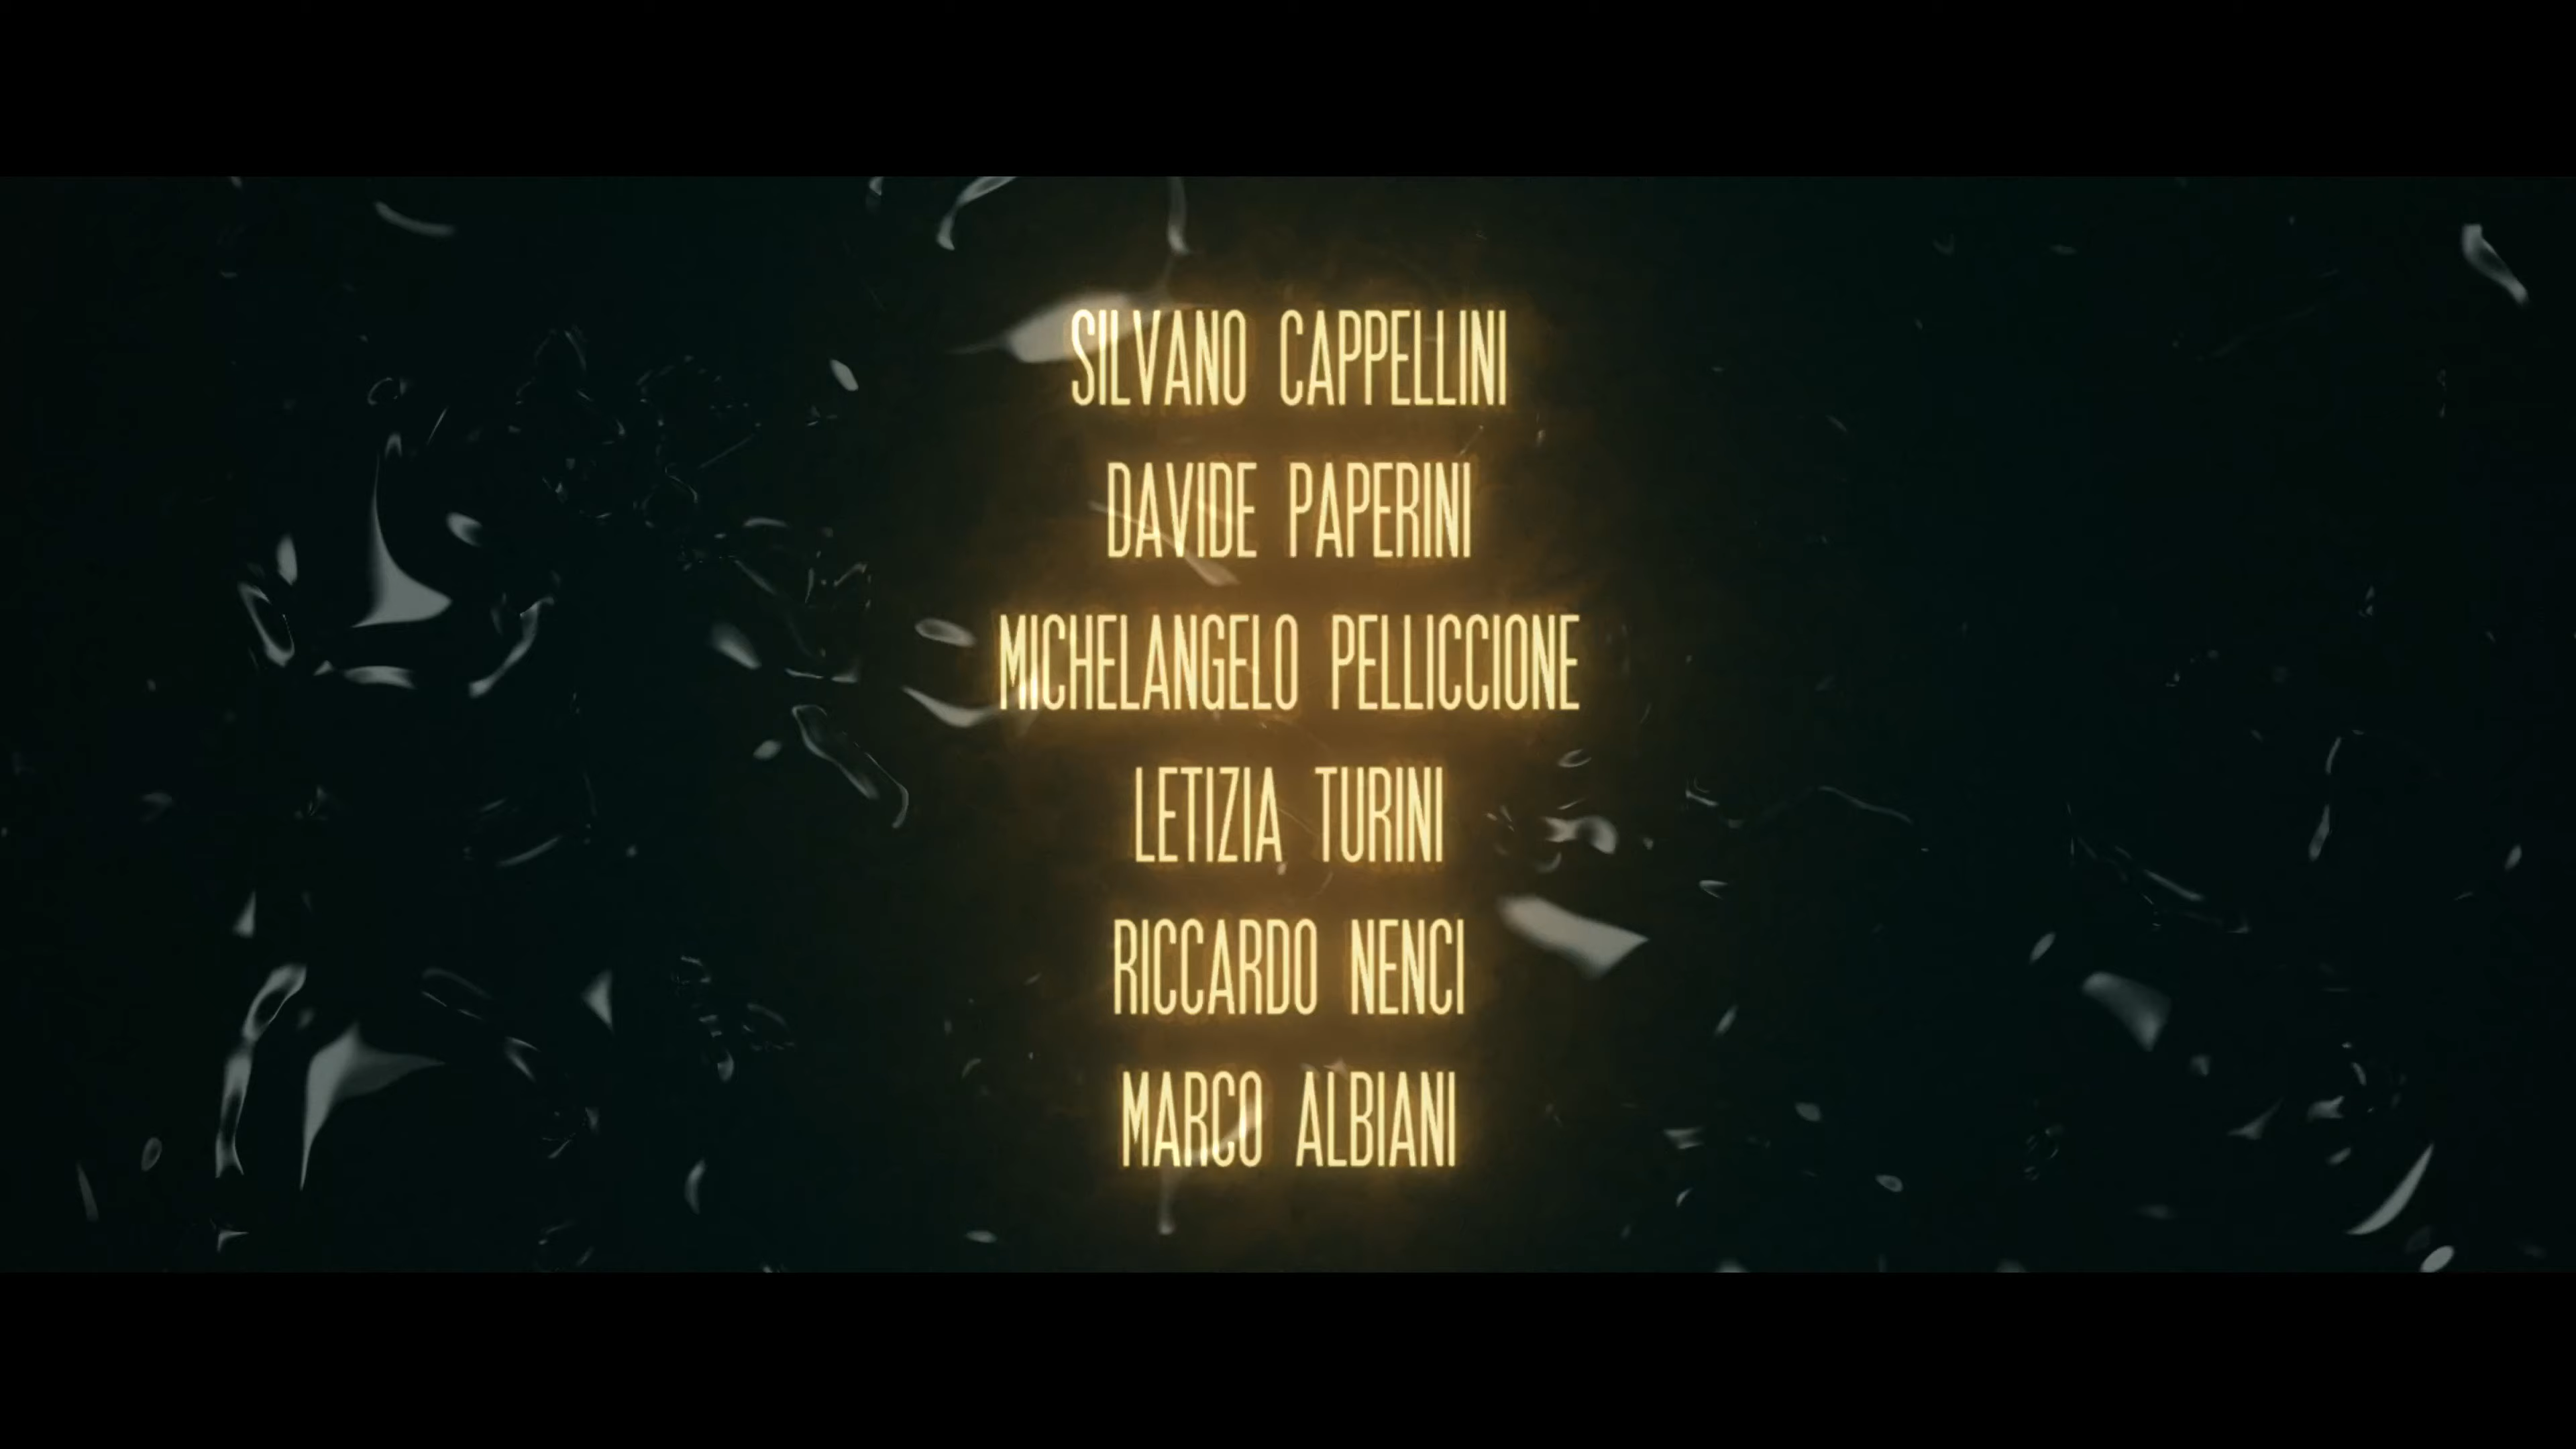 SILVANO CAPPELLINI
DAVIDE PAPERINI
MICHELANGELO PELLICCIONE
LETIZIA TURINI
RICCARDO NENCI
MARCO ALBIANI